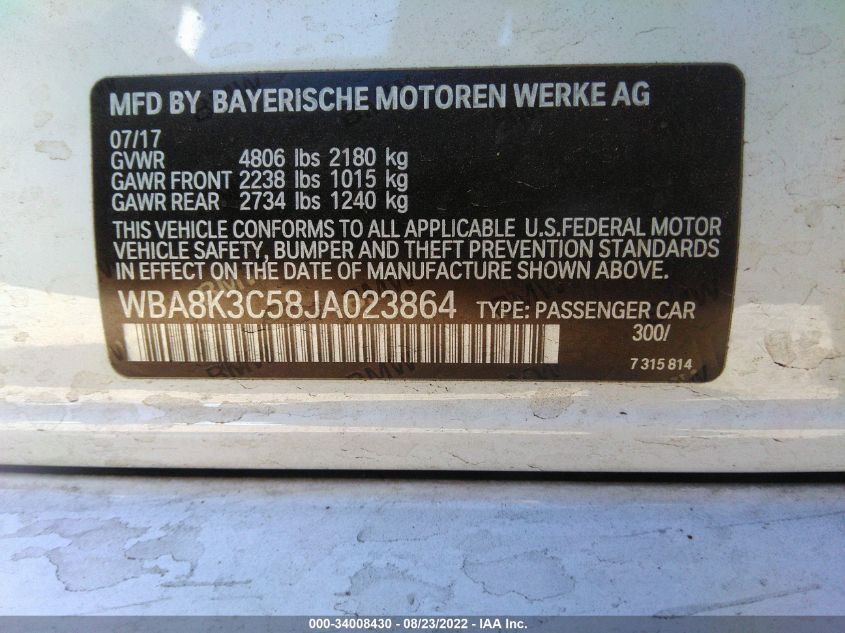 MFD BY BAYERISCHE MOTOREN WERKE AG
07/17
GVWR 4806 lbs 2180 kg
GAWR FRONT 2238 lbs 1015 kg
GAWR REAR 2734 lbs 1240 kg
THIS VEHICLE CONFORMS TO ALL APPLICABLE U.S.FEDERAL MOTOR
VEHICLE SAFETY, BUMPER AND THEFT PREVENTION STANDARDS
IN EFFECT ON THE DATE OF MANUFACTURE SHOWN ABOVE.
WBA8K3C58JA023864 TYPE: PASSENGER CAR
300/
7 315 814
BMW BMW BMW
000-34008430 - 08/23/2022 - IAA Inc.